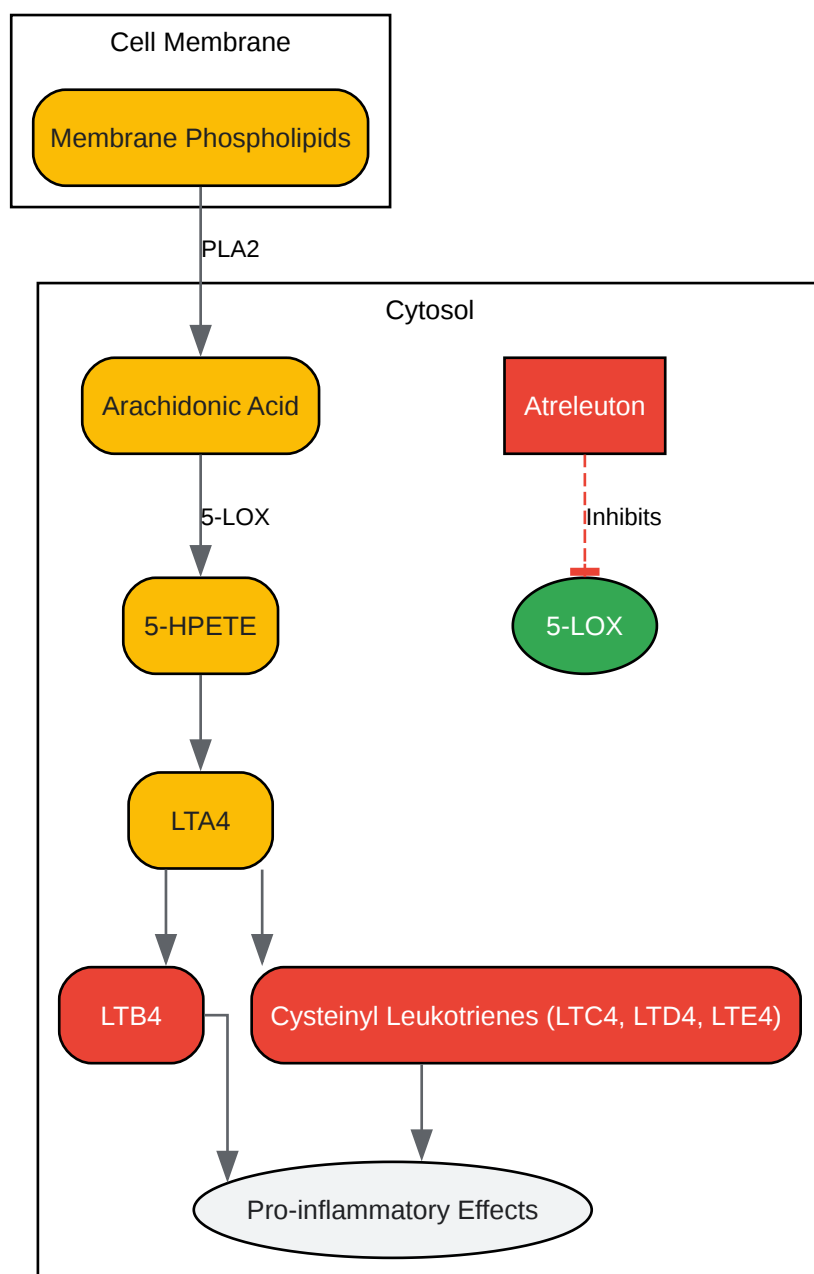 Cell Membrane
Membrane Phospholipids
PLA2
Cytosol
Arachidonic Acid
Atreleuton
5-LOX
Inhibits
5-HPETE
5-LOX
LTA4
LTB4
Cysteinyl Leukotrienes (LTC4, LTD4, LTE4)
Pro-inflammatory Effects